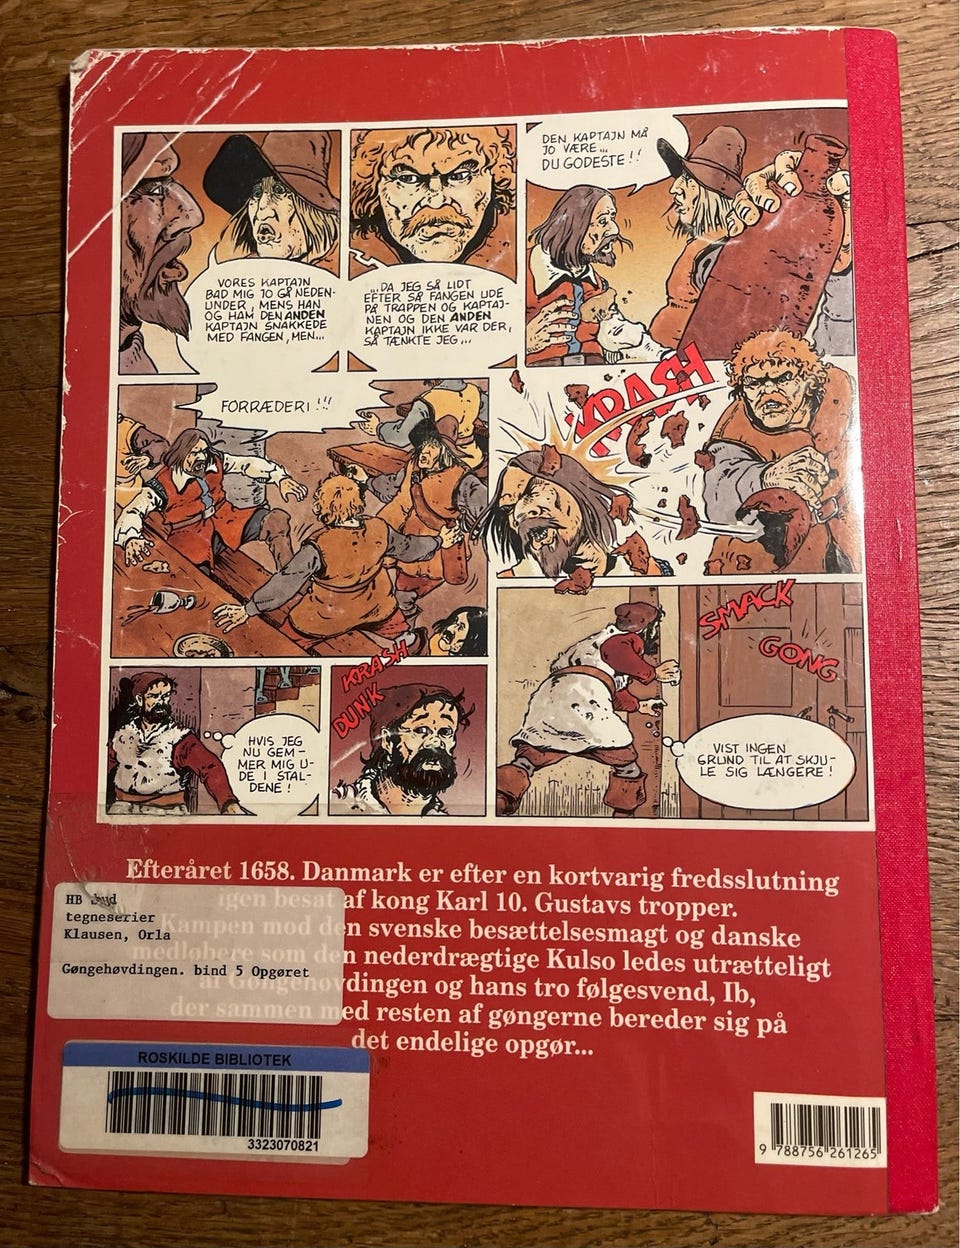 VORES KAPTAJN
BAD MIG JO GÅ NEDEN-
UNDER, MENS HAN
OG HAM DEN ANDEN
KAPTAJN SNAKKEDE
MED FANGEN, MEN...
...DA JEG SÅ LIDT
EFTER SÅ FANGEN UDE
PÅ TRAPPEN OG KAPTAJ-
NEN OG DEN ANDEN
KAPTAJN IKKE VAR DER,
SÅ TÆNKTE JEG...
DEN KAPTAJN MÅ
JO VÆRE...
DU GODESTE!!
FORRÆDERI!!!
KRASH
HVIS JEG
NU GEM-
MER MIG U-
DE I STAL-
DENE!
KRASH
DUNK
SMACK
GONG
VIST INGEN
GRUND TIL AT SKJU-
LE SIG LÆNGERE!
Efteråret 1658. Danmark er efter en kortvarig fredsslutning
igen besat af kong Karl 10. Gustavs tropper.
Kampen mod den svenske besættelsesmagt og danske
medløbere som den nederdrægtige Kulso ledes utrætteligt
af Gøngehøvdingen og hans tro følgesvend, Ib,
der sammen med resten af gøngerne bereder sig på
det endelige opgør...
HB
tegneserier
Klausen, Orla
Gøngehøvdingen. bind 5 Opgøret
ROSKILDE BIBLIOTEK
3323070821
9 788756 261265